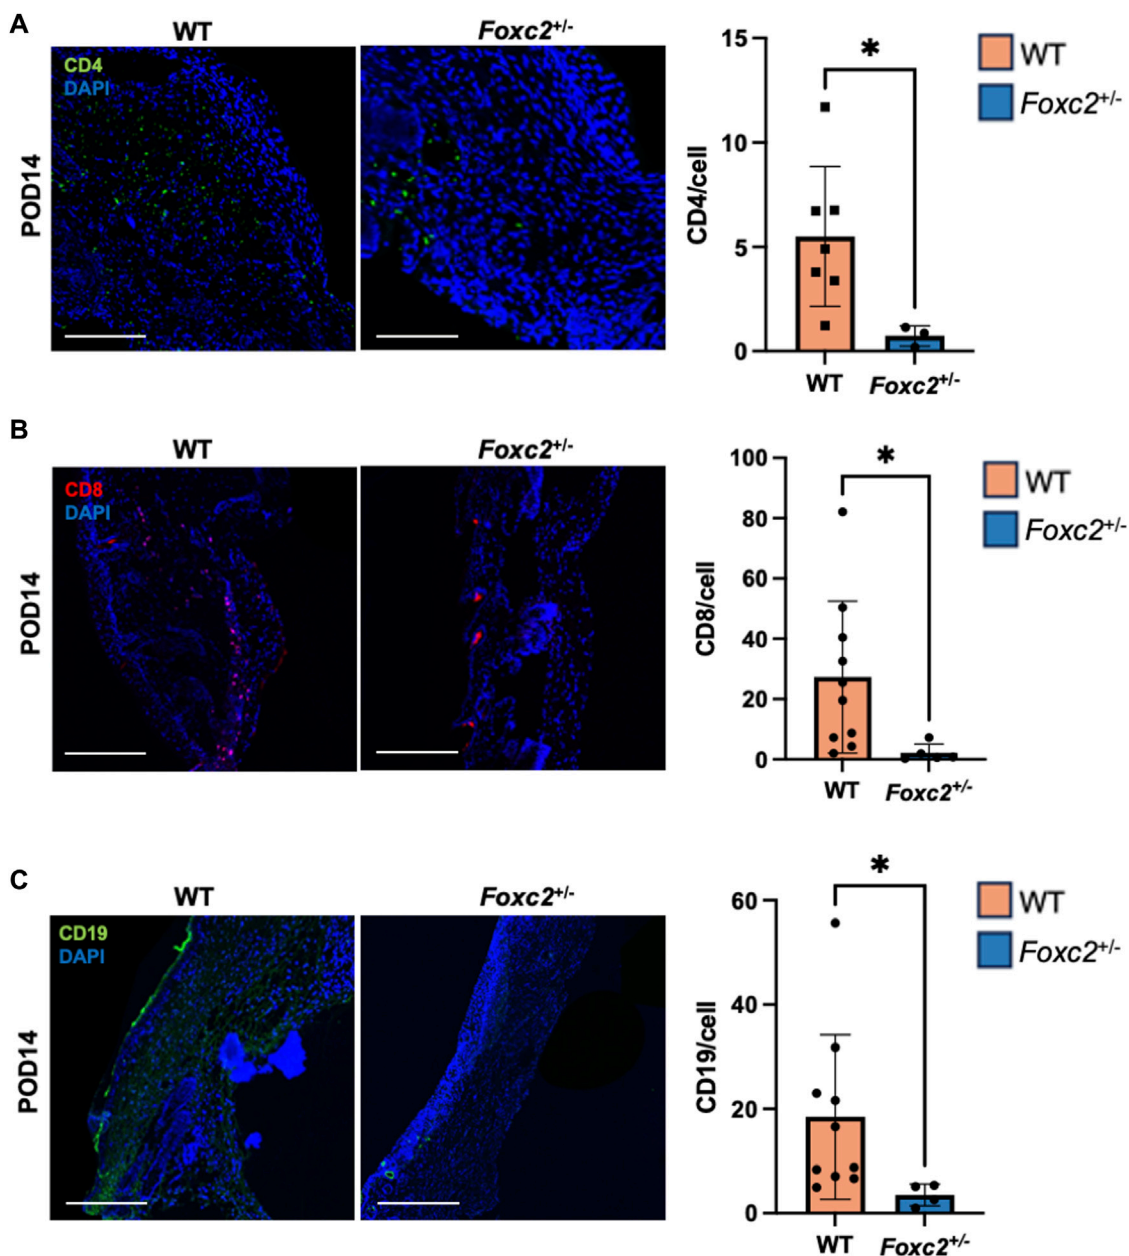 A
WT
Foxc2+/-
CD4
DAPI
POD14
15
10
5
0
CD4/cell
*
WT
Foxc2+/-
WT
Foxc2+/-
B
WT
Foxc2+/-
CD8
DAPI
POD14
100
80
60
40
20
0
CD8/cell
*
WT
Foxc2+/-
WT
Foxc2+/-
C
WT
Foxc2+/-
CD19
DAPI
POD14
60
40
20
0
CD19/cell
*
WT
Foxc2+/-
WT
Foxc2+/-